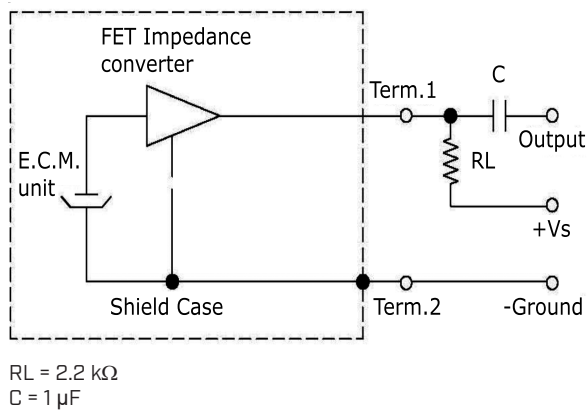 FET Impedance
converter
Term.1
C
Output
E.C.M.
unit
RL
+Vs
Shield Case
Term.2
-Ground
RL = 2.2 kΩ
C = 1 µF